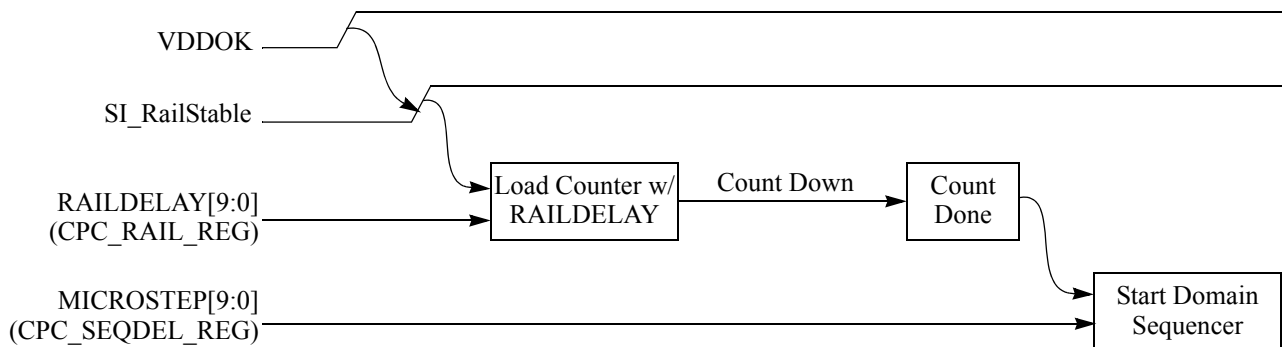 VDDOK
SI_RailStable
RAILDELAY[9:0]
(CPC_RAIL_REG)
Load Counter w/
RAILDELAY
Count Down
Count
Done
MICROSTEP[9:0]
(CPC_SEQDEL_REG)
Start Domain
Sequencer